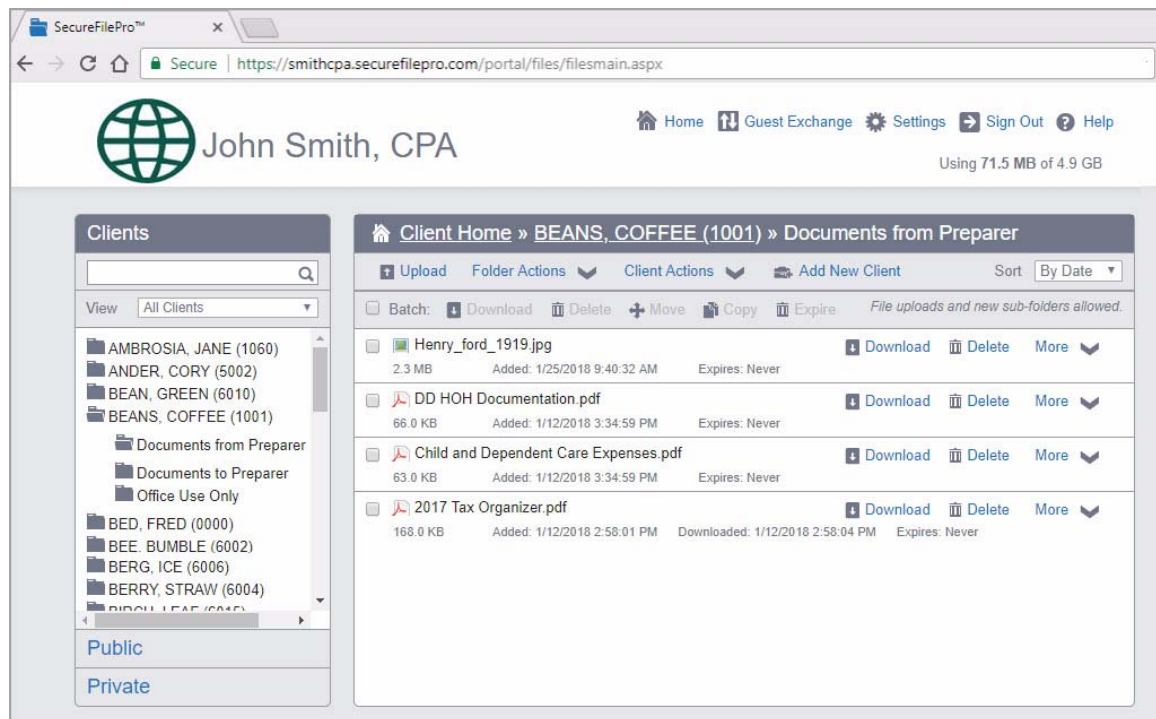 SecureFilePro™
Secure | https://smithcpa.securefilepro.com/portal/files/filesmain.aspx
John Smith, CPA
Home Guest Exchange Settings Sign Out Help
Using 71.5 MB of 4.9 GB
Clients
View All Clients
AMBROSIA, JANE (1060)
ANDER, CORY (5002)
BEAN, GREEN (6010)
BEANS, COFFEE (1001)
Documents from Preparer
Documents to Preparer
Office Use Only
BED, FRED (0000)
BEE. BUMBLE (6002)
BERG, ICE (6006)
BERRY, STRAW (6004)
Public
Private
Client Home » BEANS, COFFEE (1001) » Documents from Preparer
Upload Folder Actions Client Actions Add New Client Sort By Date
Batch: Download Delete Move Copy Expire File uploads and new sub-folders allowed.
Henry_ford_1919.jpg Download Delete More
2.3 MB Added: 1/25/2018 9:40:32 AM Expires: Never
DD HOH Documentation.pdf Download Delete More
66.0 KB Added: 1/12/2018 3:34:59 PM Expires: Never
Child and Dependent Care Expenses.pdf Download Delete More
63.0 KB Added: 1/12/2018 3:34:59 PM Expires: Never
2017 Tax Organizer.pdf Download Delete More
168.0 KB Added: 1/12/2018 2:58:01 PM Downloaded: 1/12/2018 2:58:04 PM Expires: Never